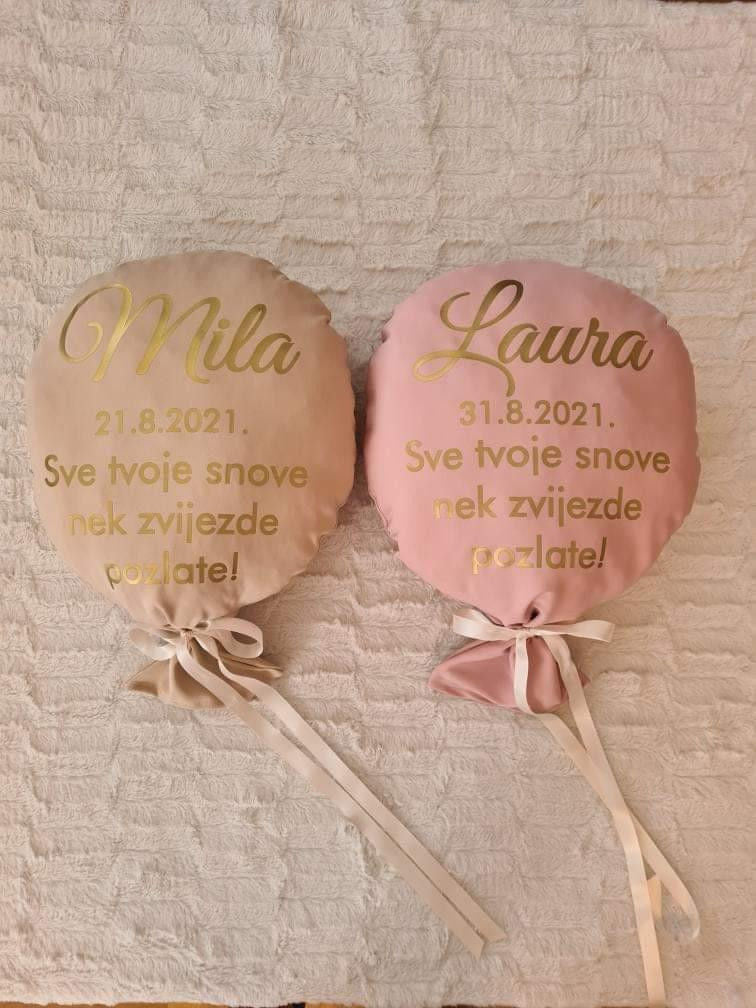 Mila
21.8.2021.
Sve tvoje snove
nek zvijezde
pozlate!
Laura
31.8.2021.
Sve tvoje snove
nek zvijezde
pozlate!